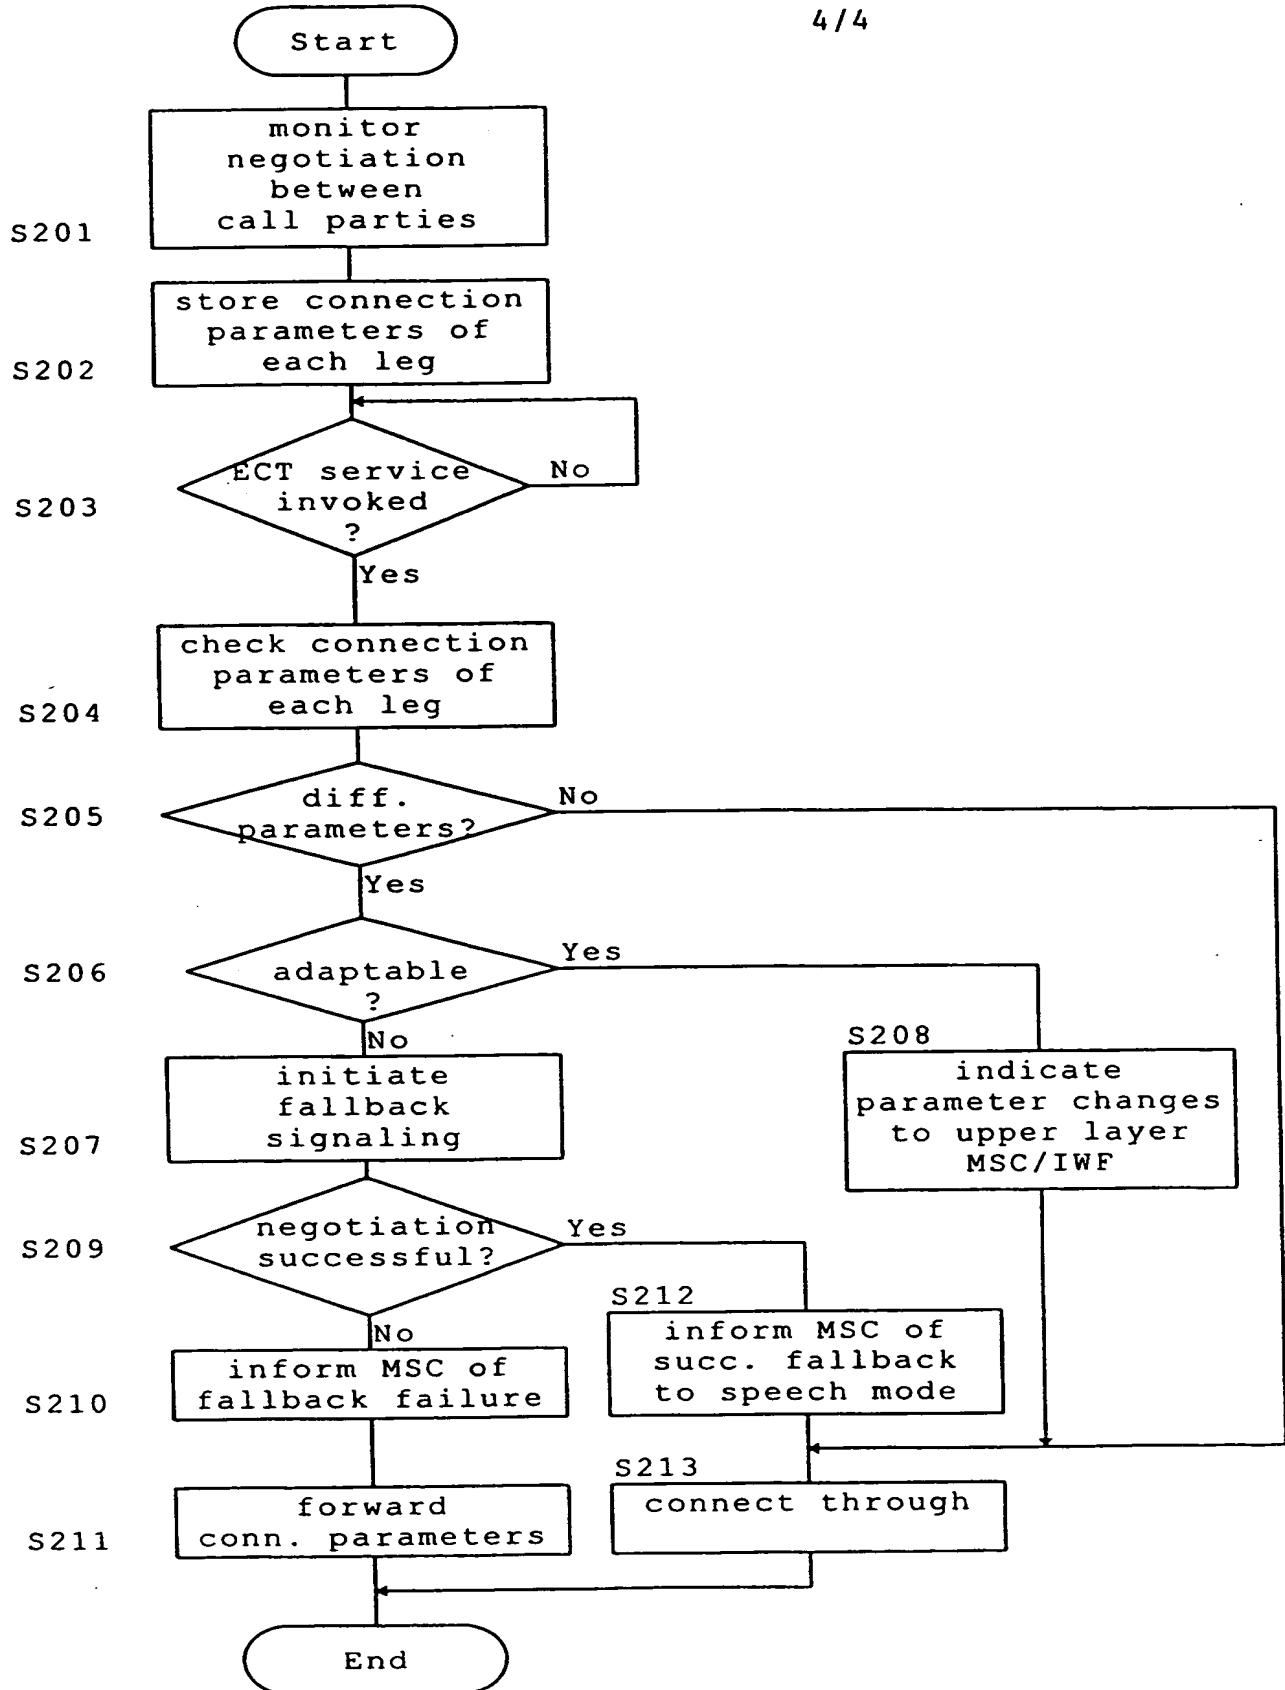 4/4
Start
monitor
negotiation
between
call parties
S201
store connection
parameters of
each leg
S202
ECT service
invoked
?
No
S203
Yes
check connection
parameters of
each leg
S204
diff.
parameters?
No
S205
Yes
adaptable
?
Yes
S206
No
S208
indicate
parameter changes
to upper layer
MSC/IWF
initiate
fallback
signaling
S207
negotiation
successful?
Yes
S209
No
S212
inform MSC of
succ. fallback
to speech mode
inform MSC of
fallback failure
S210
S213
connect through
forward
conn. parameters
S211
End